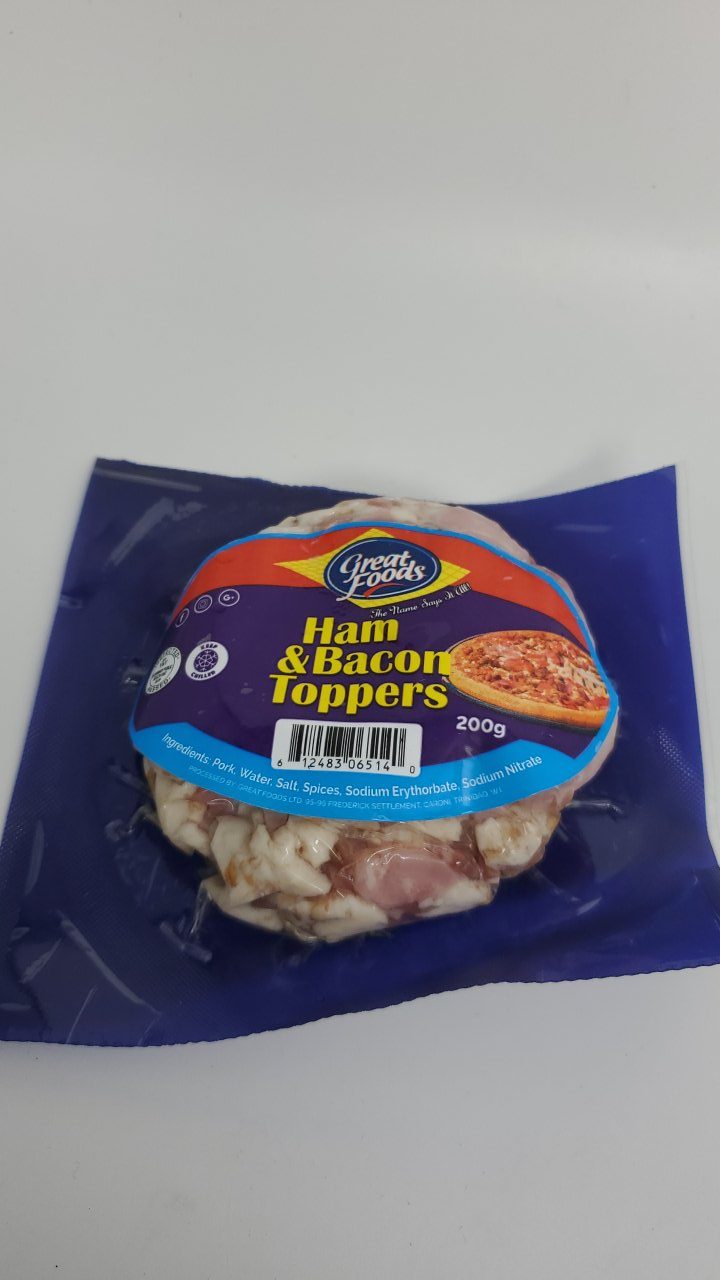 Great
Foods
The Name Says It All!
Ham
& Bacon
Toppers
200g
KEEP
CHILLED
6 12483 06514 0
Ingredients: Pork, Water, Salt, Spices, Sodium Erythorbate, Sodium Nitrate
PROCESSED BY: GREAT FOODS LTD. 95-96 FREDERICK SETTLEMENT, CARONI, TRINIDAD, W.I